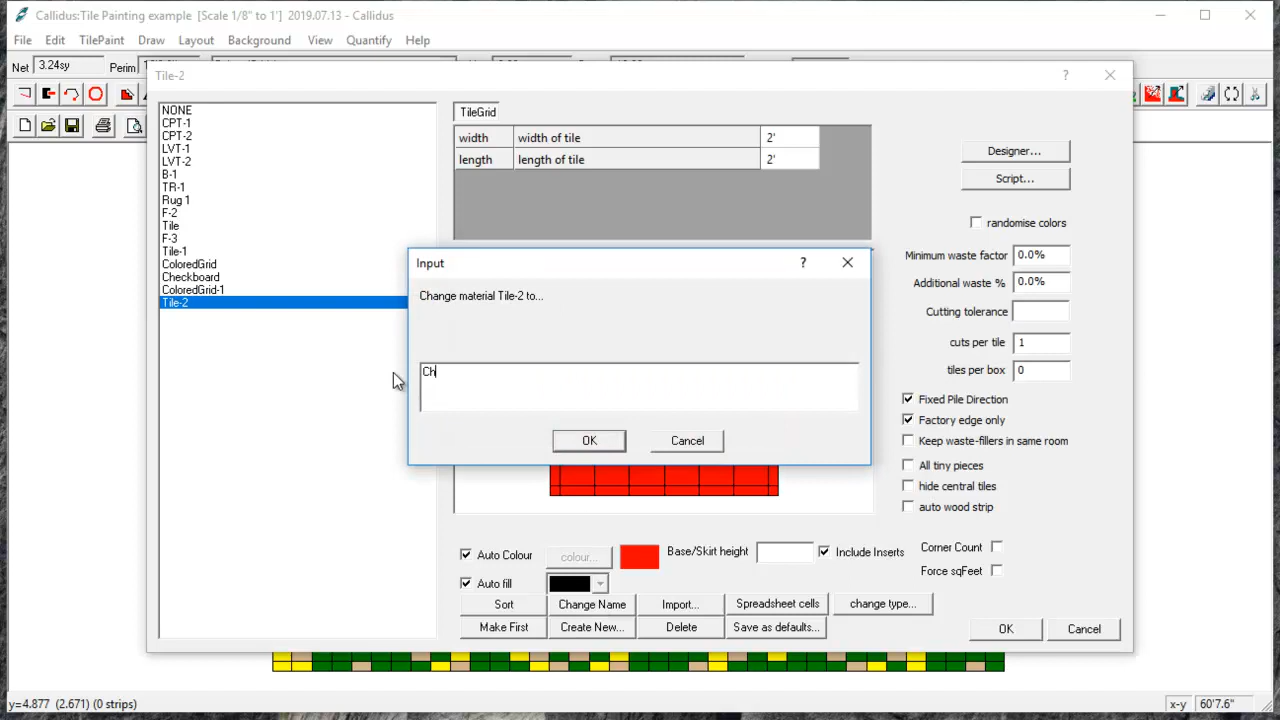 Callidus:Tile Painting example [Scale 1/8" to 1'] 2019.07.13 - Callidus
File Edit TilePaint Draw Layout Background View Quantify Help
Net 3.24sy Perim
Tile-2 ?
NONE
CPT-1
CPT-2
LVT-1
LVT-2
B-1
TR-1
Rug 1
F-2
Tile
F-3
Tile-1
ColoredGrid
Checkboard
ColoredGrid-1
Tile-2
TileGrid
width width of tile 2'
length length of tile 2'
Designer...
Script...
randomise colors
Minimum waste factor 0.0%
Additional waste % 0.0%
Cutting tolerance
cuts per tile 1
tiles per box 0
Fixed Pile Direction
Factory edge only
Keep waste-fillers in same room
All tiny pieces
hide central tiles
auto wood strip
Input ?
Change material Tile-2 to...
Ch
OK Cancel
Auto Colour colour... Base/Skirt height Include Inserts Corner Count
Auto fill Force sqFeet
Sort Change Name Import... Spreadsheet cells change type...
Make First Create New... Delete Save as defaults... OK Cancel
y=4.877 (2.671) (0 strips) x-y 60'7.6"